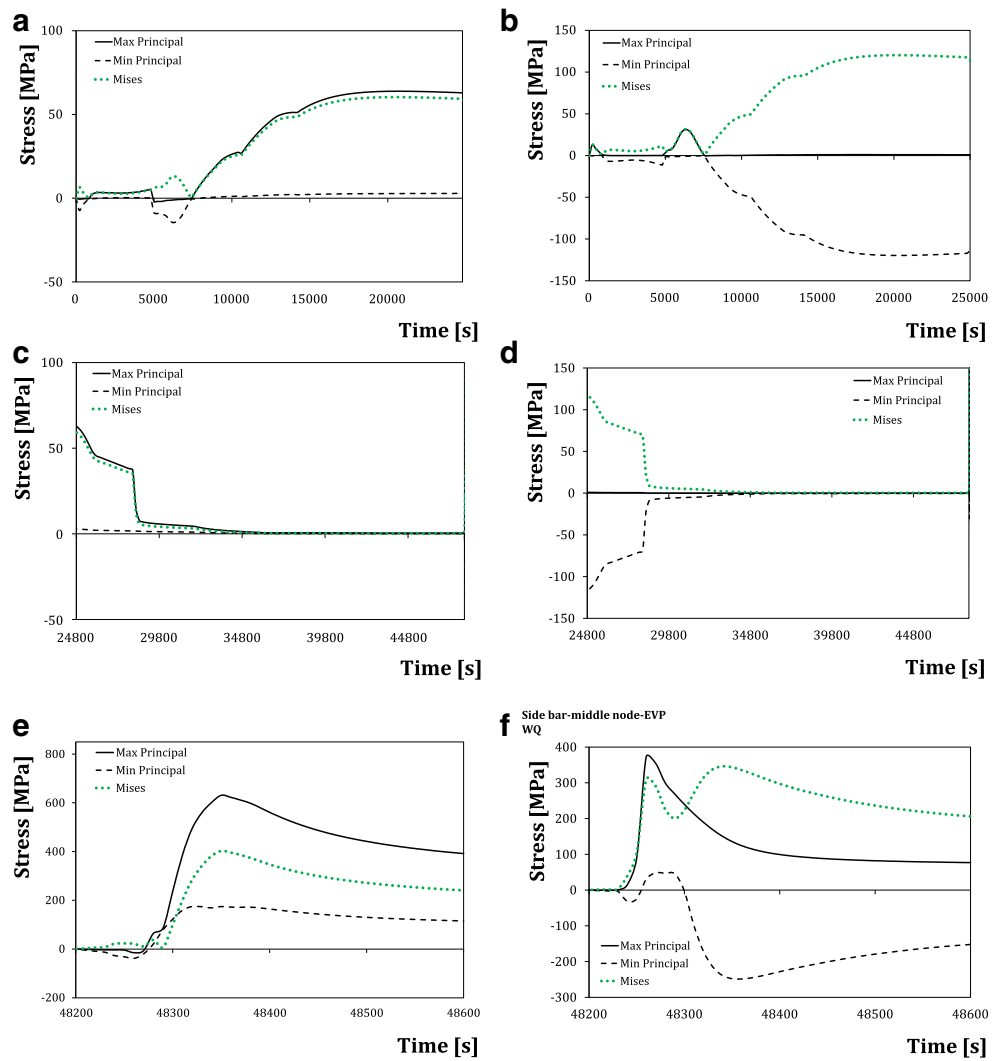 a
Stress [MPa]
100
50
0
-50
Max Principal
Min Principal
Mises
0 5000 10000 15000 20000
Time [s]
b
Stress [MPa]
150
100
50
0
-50
-100
-150
Max Principal
Min Principal
Mises
0 5000 10000 15000 20000 25000
Time [s]
c
Stress [MPa]
100
50
0
-50
Max Principal
Min Principal
Mises
24800 29800 34800 39800 44800
Time [s]
d
Stress [MPa]
150
100
50
0
-50
-100
-150
Max Principal
Min Principal
Mises
24800 29800 34800 39800 44800
Time [s]
e
Stress [MPa]
800
600
400
200
0
-200
Max Principal
Min Principal
Mises
48200 48300 48400 48500 48600
Time [s]
f
Side bar-middle node-EVP
WQ
Stress [MPa]
400
300
200
100
0
-100
-200
-300
Max Principal
Min Principal
Mises
48200 48300 48400 48500 48600
Time [s]